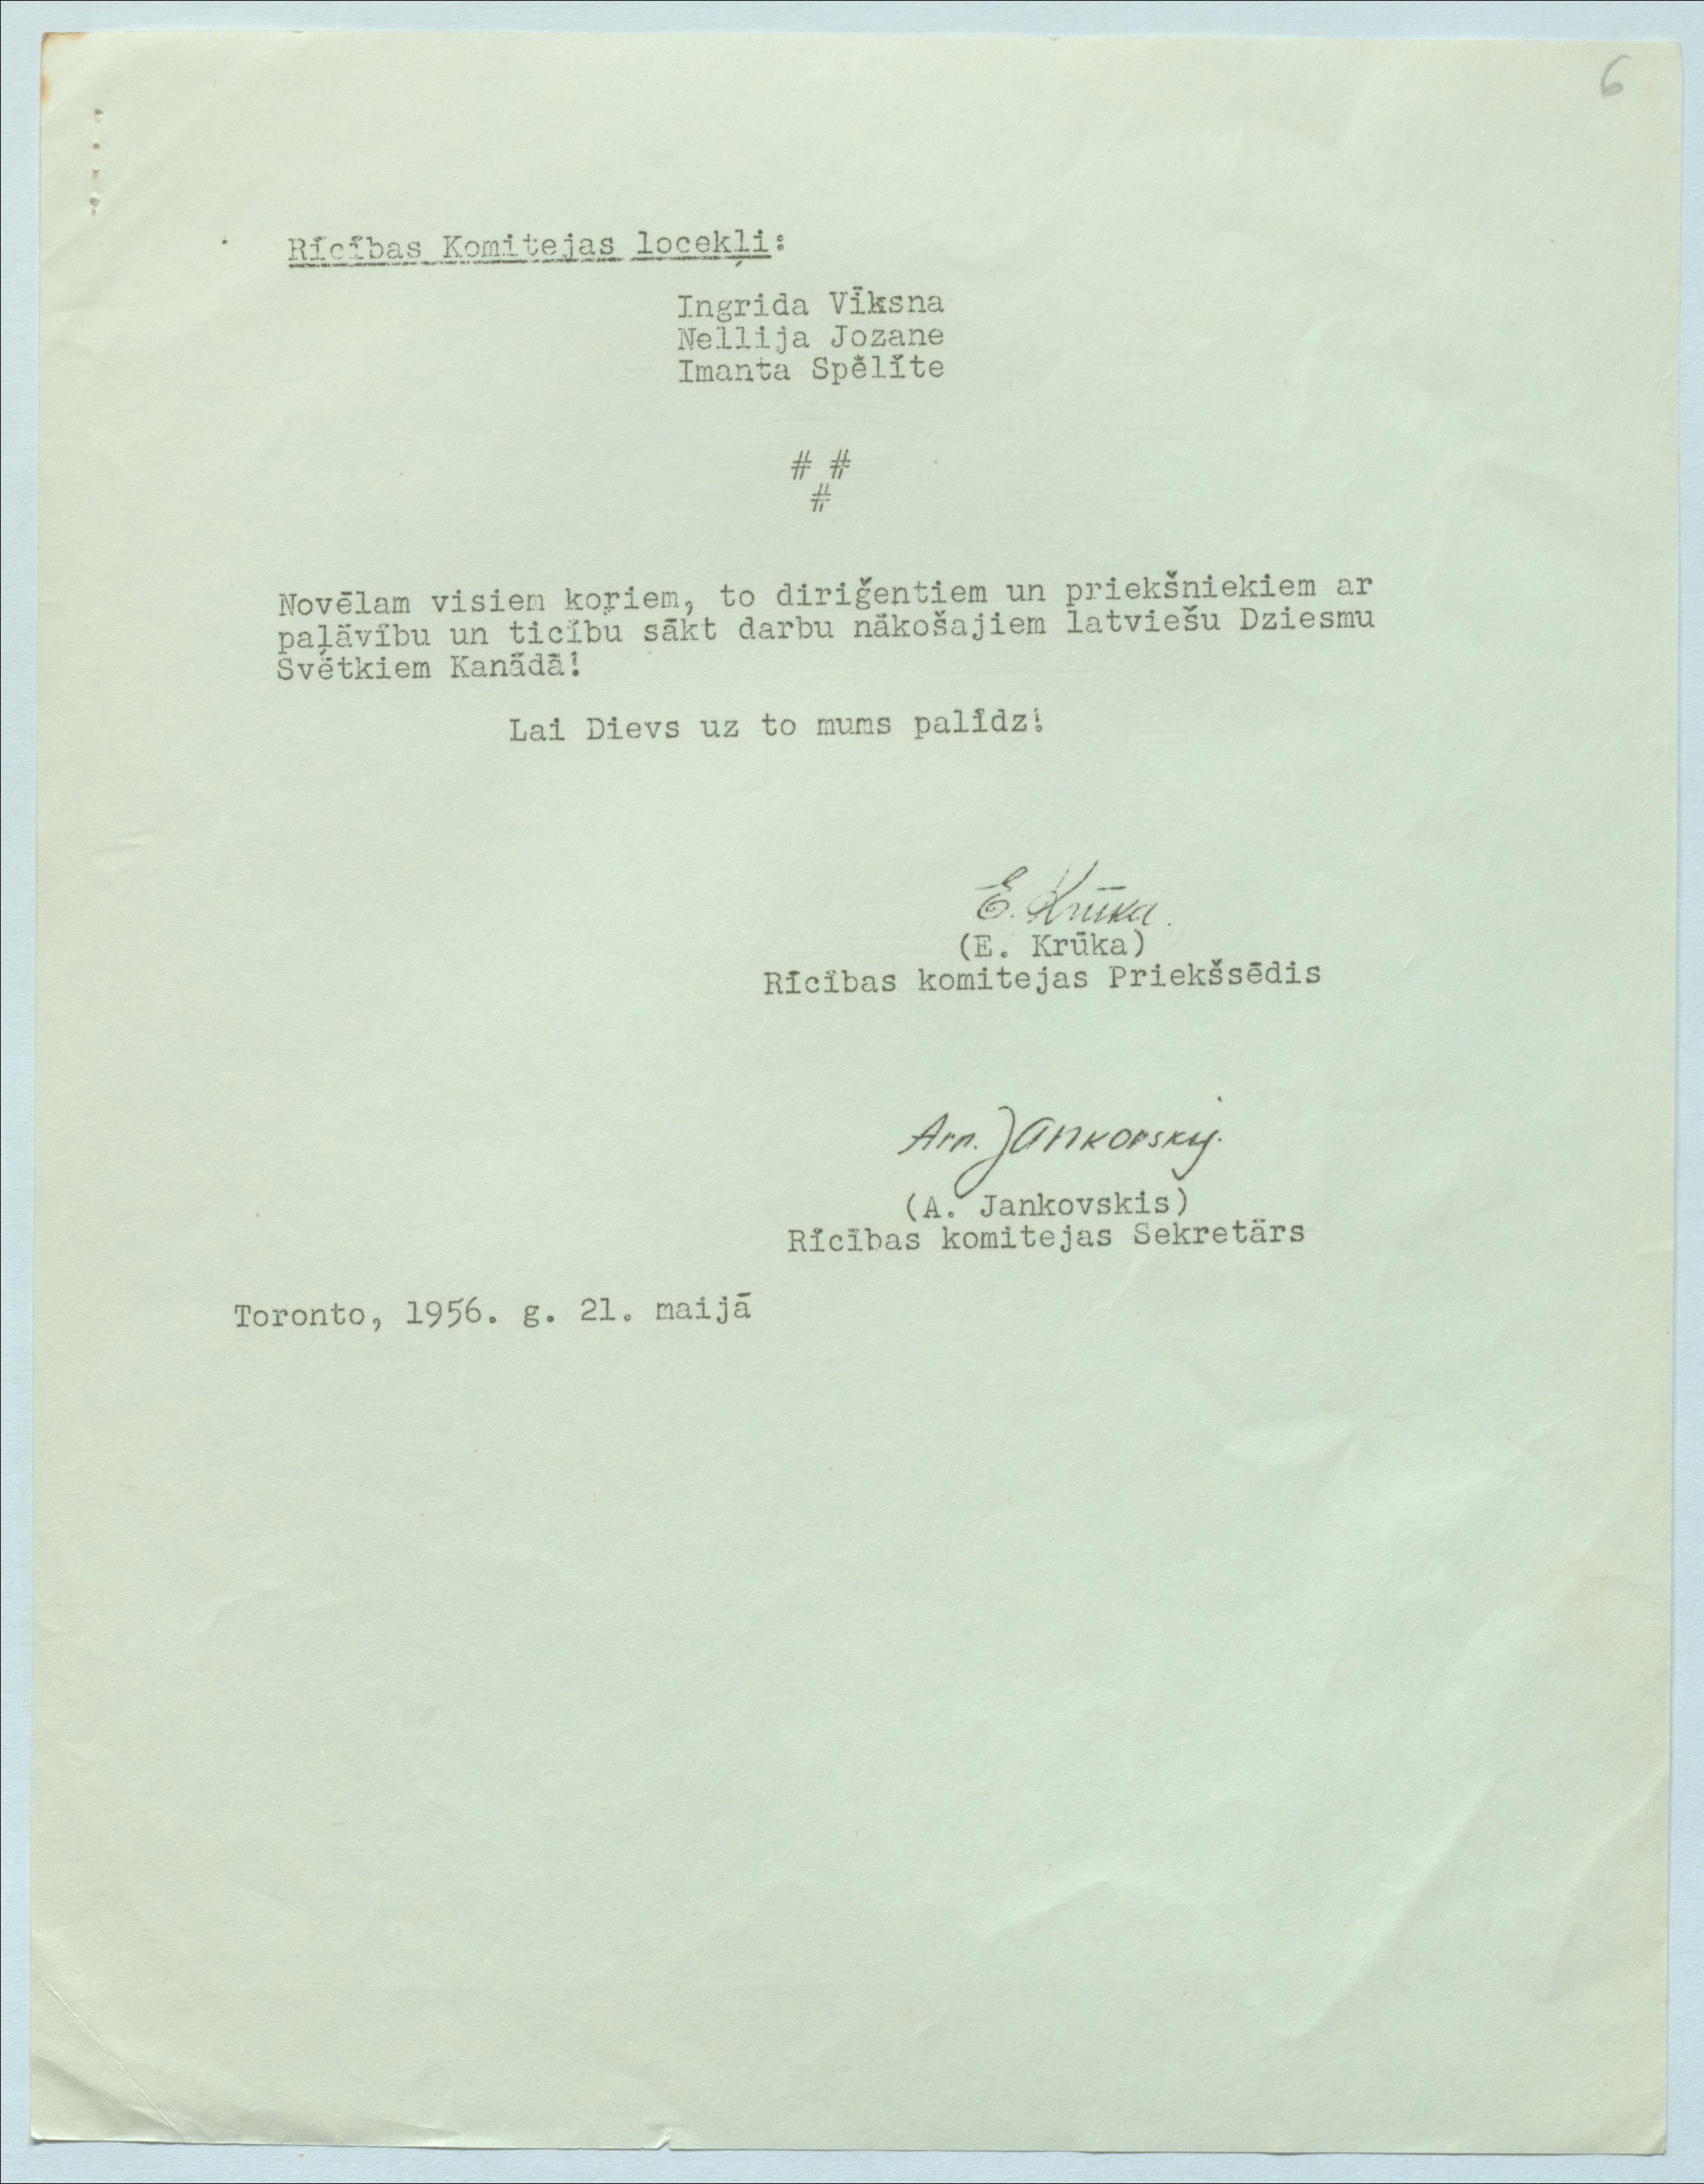 6
Rīcības Komitejas locekļi:
Ingrida Vīksna
Nellija Jozane
Imanta Spēlīte
# #
#
Novēlam visiem koŗiem, to diriğentiem un priekšniekiem ar
paļāvību un ticību sākt darbu nākošajiem latviešu Dziesmu
Svētkiem Kanādā!
Lai Dievs uz to mums palīdz!
E. Krūka.
(E. Krūka)
Rīcības komitejas Priekšsēdis
Arn. Jankovsky.
(A. Jankovskis)
Rīcības komitejas Sekretārs
Toronto, 1956. g. 21. maijā